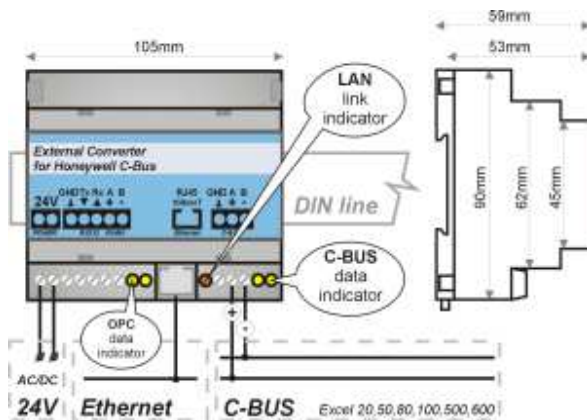 59mm
105mm
53mm
LAN
link
indicator
External Converter
for Honeywell C-Bus
GND Tx Rx A B
RJ45
GND A B
24V
DIN line
90mm
62mm
45mm
C-BUS
data
indicator
OPC
data
indicator
+
-
AC/DC
24V
Ethernet
C-BUS
Excel 20,50,80,100,500,600